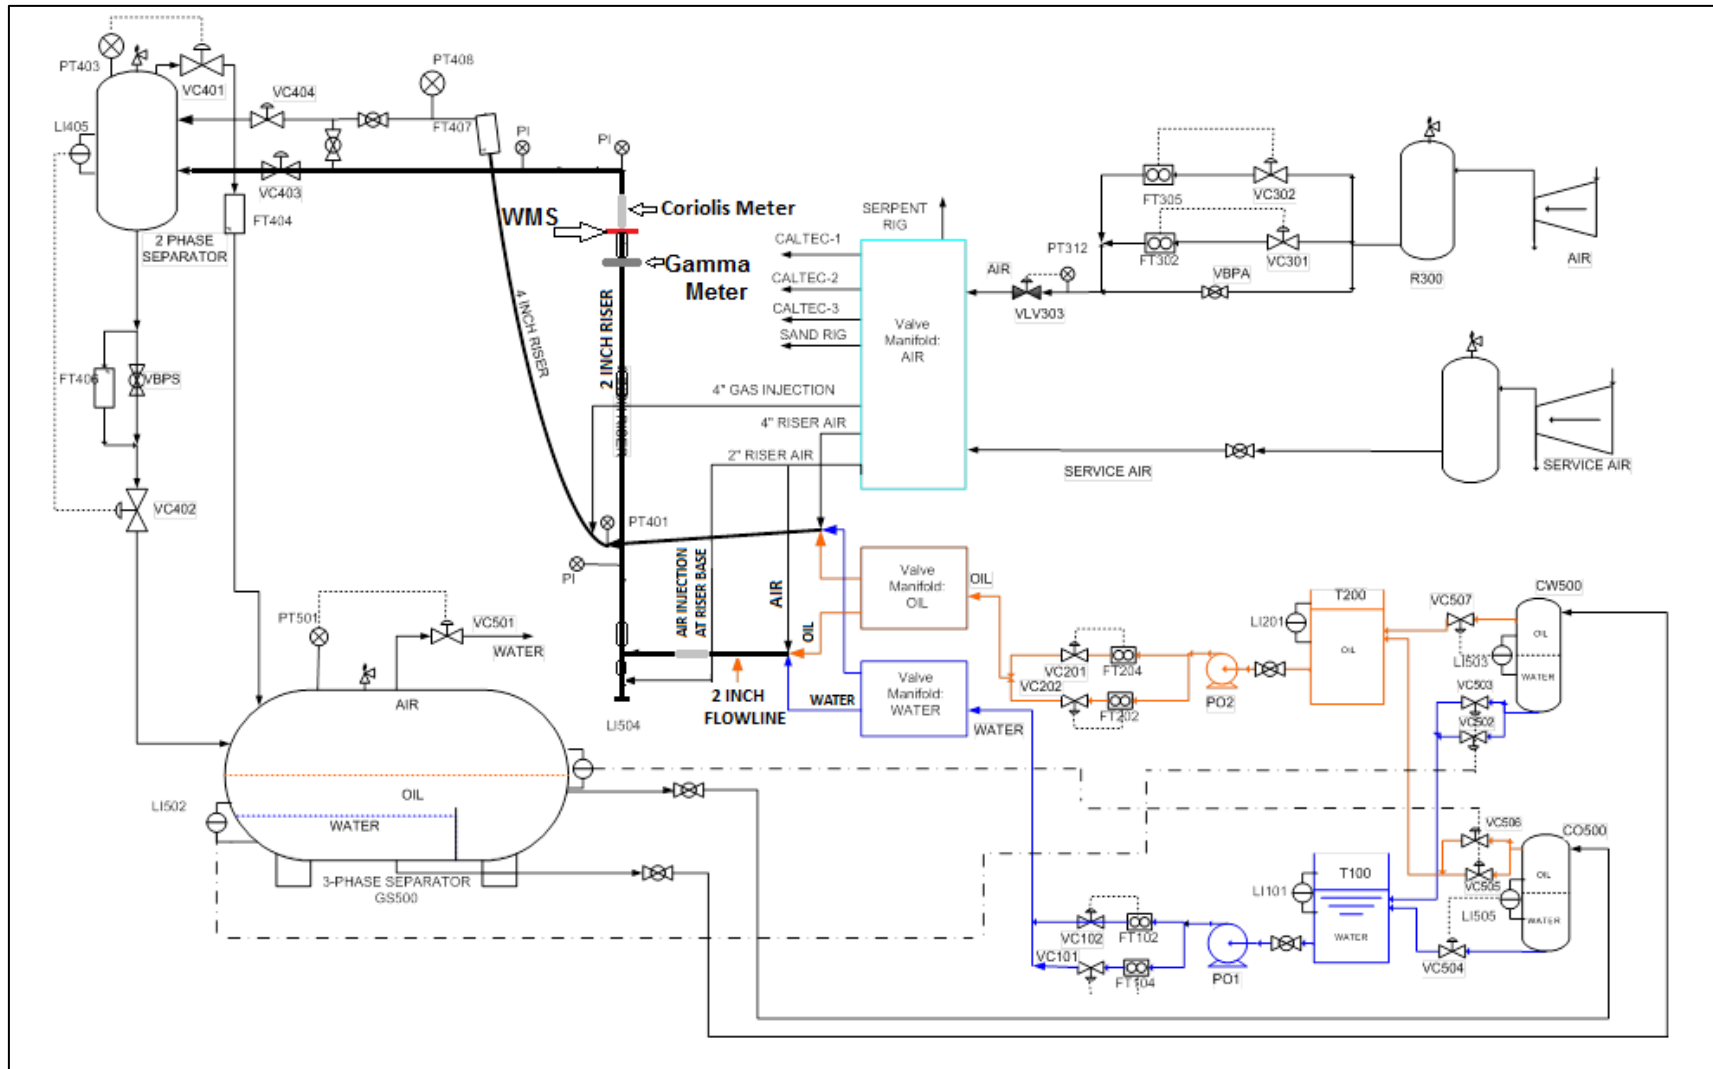 PT403
VC401
PT408
VC404
LI405
FT407
PI
PI
VC403
FT404
2 PHASE
SEPARATOR
WMS
Coriolis Meter
Gamma
Meter
4 INCH RISER
2 INCH RISER
FT406
VBPS
VC402
SERPENT
RIG
CALTEC-1
CALTEC-2
CALTEC-3
SAND RIG
Valve
Manifold:
AIR
4" GAS INJECTION
4" RISER AIR
2" RISER AIR
AIR
VLV303
PT312
FT305
VC302
FT302
VC301
VBPA
R300
AIR
SERVICE AIR
SERVICE AIR
PT401
PI
AIR INJECTION
AT RISER BASE
AIR
OIL
WATER
2 INCH
FLOWLINE
LI504
Valve
Manifold:
OIL
OIL
Valve
Manifold:
WATER
WATER
VC201
VC202
FT204
FT202
PO2
T200
LI201
OIL
VC507
CW500
OIL
LI503
WATER
VC503
VC502
PT501
VC501
WATER
AIR
OIL
WATER
LI502
3-PHASE SEPARATOR
GS500
VC506
CO500
VC505
OIL
LI505
WATER
VC504
T100
LI101
WATER
VC102
FT102
VC101
FT104
PO1